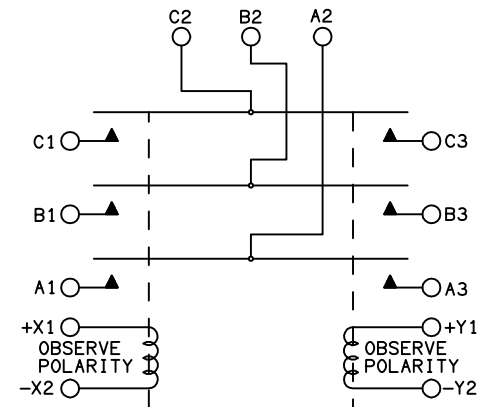 C2 B2 A2
C1 C3
B1 B3
A1 A3
+X1 +Y1
OBSERVE POLARITY OBSERVE POLARITY
-X2 -Y2